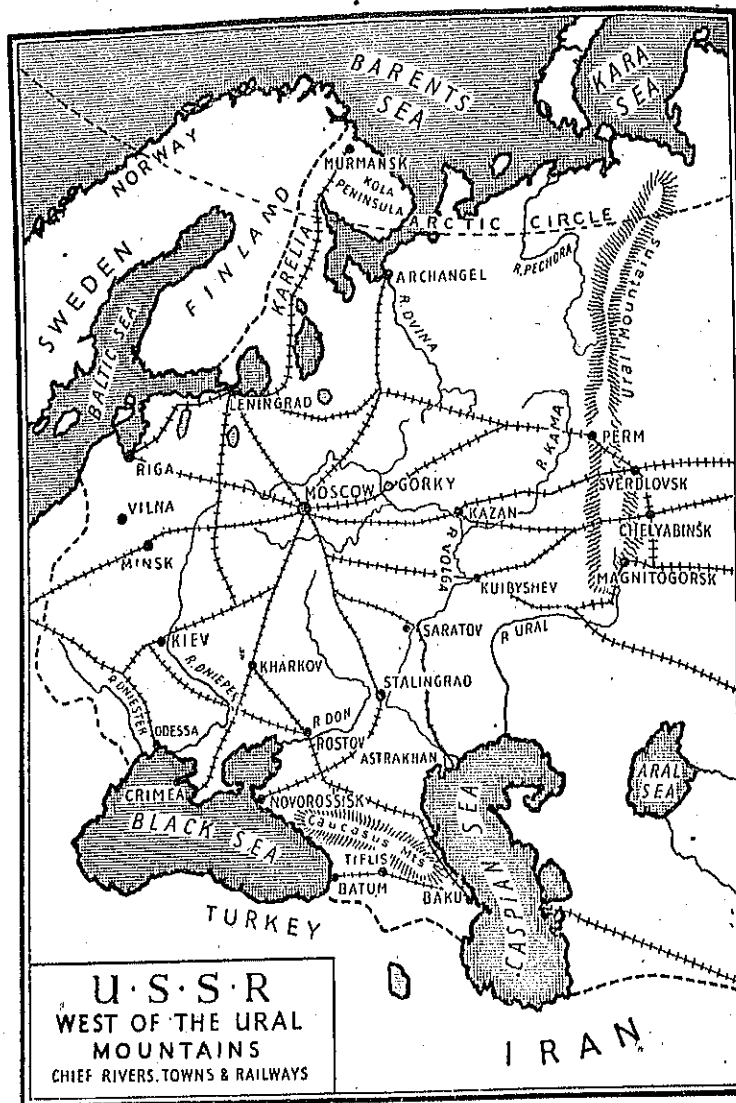 BARENTS
SEA
KARA
SEA
NORWAY
MURMANSK
KOLA
PENINSULA
ARCTIC CIRCLE
SWEDEN
FINLAND
KARELIA
R.PECHORA
ARCHANGEL
R.DVINA
Ural Mountains
BALTIC SEA
LENINGRAD
R.KAMA
PERM
RIGA
MOSCOW
GORKY
SVERDLOVSK
VILNA
KAZAN
CHELYABINSK
MINSK
R VOLGA
KUIBYSHEV
MAGNITOGORSK
SARATOV
R URAL
KIEV
R.DNIEPER
KHARKOV
STALINGRAD
R.DNIESTER
ODESSA
R DON
ROSTOV
ASTRAKHAN
ARAL
SEA
CRIMEA
NOVOROSSISK
BLACK SEA
Caucasus Mts
TIFLIS
BATUM
BAKU
CASPIAN SEA
TURKEY
U·S·S·R
WEST OF THE URAL
MOUNTAINS
CHIEF RIVERS, TOWNS & RAILWAYS
IRAN